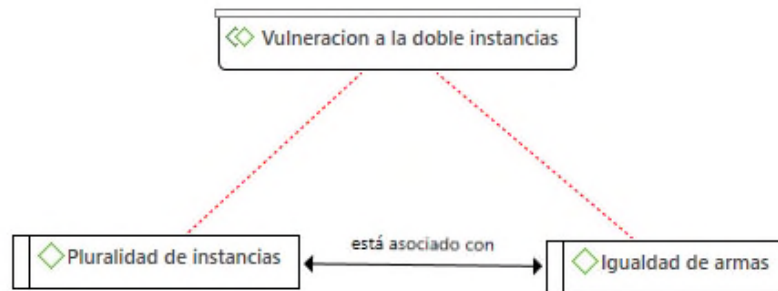 Vulneracion a la doble instancias
está asociado con
Pluralidad de instancias
Igualdad de armas